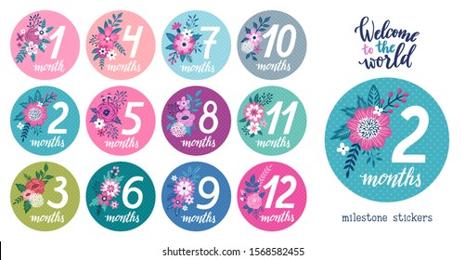 1
month
4
months
7
months
10
months
2
months
5
months
8
months
11
months
3
months
6
months
9
months
12
months
Welcome
to the
world
2
months
milestone stickers
shutterstock.com · 1568582455